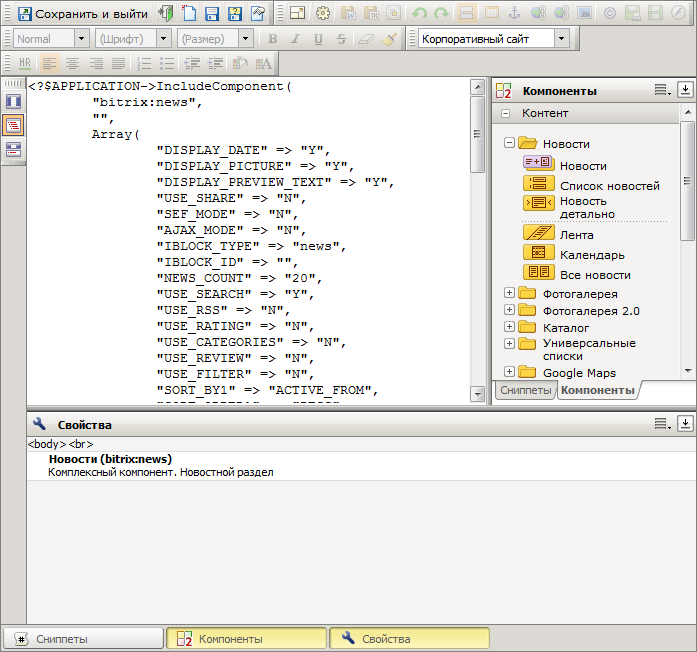 Сохранить и выйти
Normal
(Шрифт)
(Размер)
B I U S
Корпоративный сайт
HR
<?$APPLICATION->IncludeComponent(
"bitrix:news",
"",
Array(
"DISPLAY_DATE" => "Y",
"DISPLAY_PICTURE" => "Y",
"DISPLAY_PREVIEW_TEXT" => "Y",
"USE_SHARE" => "N",
"SEF_MODE" => "N",
"AJAX_MODE" => "N",
"IBLOCK_TYPE" => "news",
"IBLOCK_ID" => "",
"NEWS_COUNT" => "20",
"USE_SEARCH" => "Y",
"USE_RSS" => "N",
"USE_RATING" => "N",
"USE_CATEGORIES" => "N",
"USE_REVIEW" => "N",
"USE_FILTER" => "N",
"SORT_BY1" => "ACTIVE_FROM",
Компоненты
Контент
Новости
Новости
Список новостей
Новость
детально
Лента
Календарь
Все новости
Фотогалерея
Фотогалерея 2.0
Каталог
Универсальные
списки
Google Maps
Сниппеты
Компоненты
Свойства
<body><br>
Новости (bitrix:news)
Комплексный компонент. Новостной раздел
Сниппеты
Компоненты
Свойства